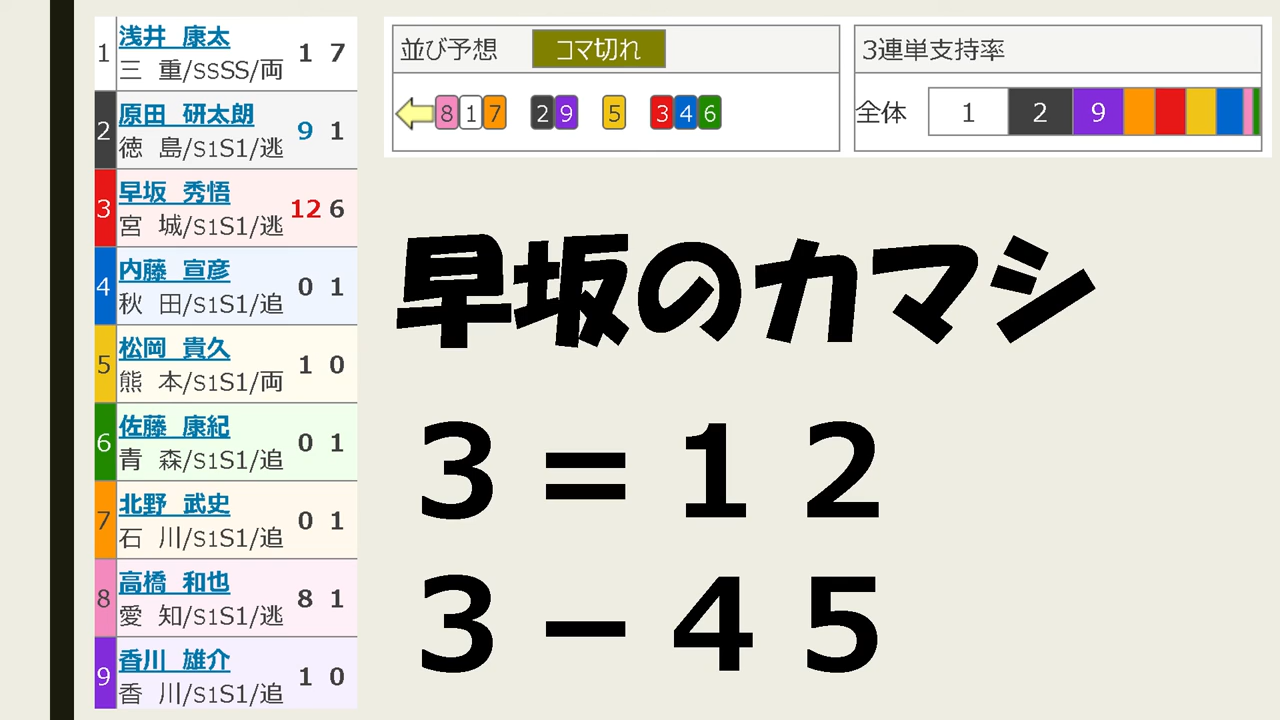 1 浅井 康太 1 7
三 重/SSSS/両
2 原田 研太朗 9 1
徳 島/S1S1/逃
3 早坂 秀悟 12 6
宮 城/S1S1/逃
4 内藤 宣彦 0 1
秋 田/S1S1/追
5 松岡 貴久 1 0
熊 本/S1S1/両
6 佐藤 康紀 0 1
青 森/S1S1/追
7 北野 武史 0 1
石 川/S1S1/追
8 高橋 和也 8 1
愛 知/S1S1/逃
9 香川 雄介 1 0
香 川/S1S1/追
並び予想 コマ切れ
8 1 7 2 9 5 3 4 6
3連単支持率
全体 1 2 9
早坂のカマシ
3=12
3-45